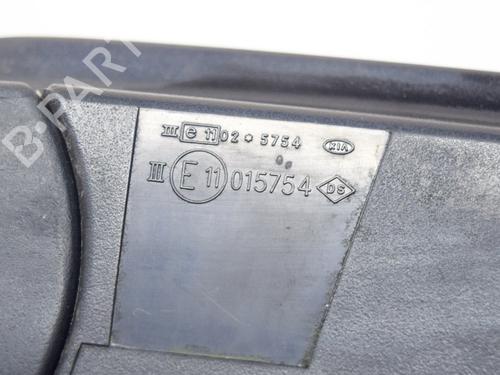 B-PARTS
III e 11 02 * 5754 KIA
III E 11 015754 DS